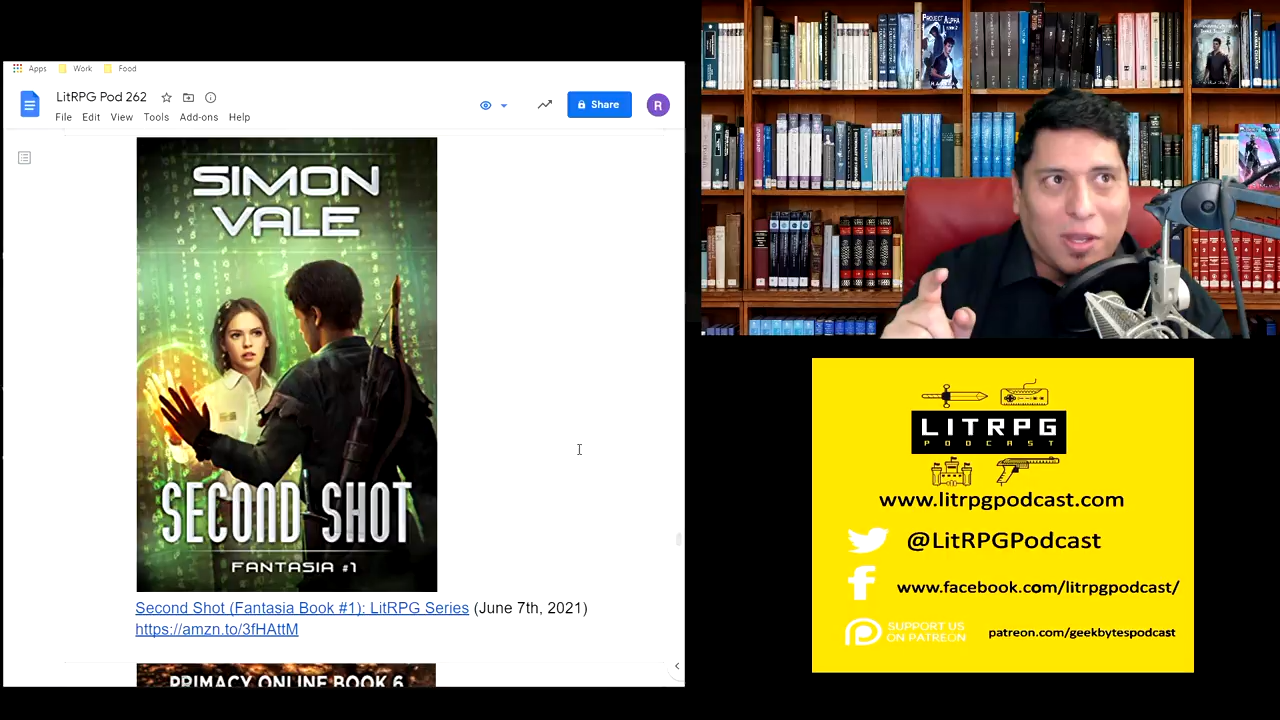 Apps Work Food
LitRPG Pod 262
File Edit View Tools Add-ons Help
Share
R
SIMON
VALE
SECOND SHOT
FANTASIA #1
Second Shot (Fantasia Book #1): LitRPG Series (June 7th, 2021)
https://amzn.to/3fHAttM
PRIMACY ONLINE BOOK 6
PROJECT ALPHA
LITRPG
PODCAST
www.litrpgpodcast.com
@LitRPGPodcast
www.facebook.com/litrpgpodcast/
SUPPORT US
ON PATREON
patreon.com/geekbytespodcast